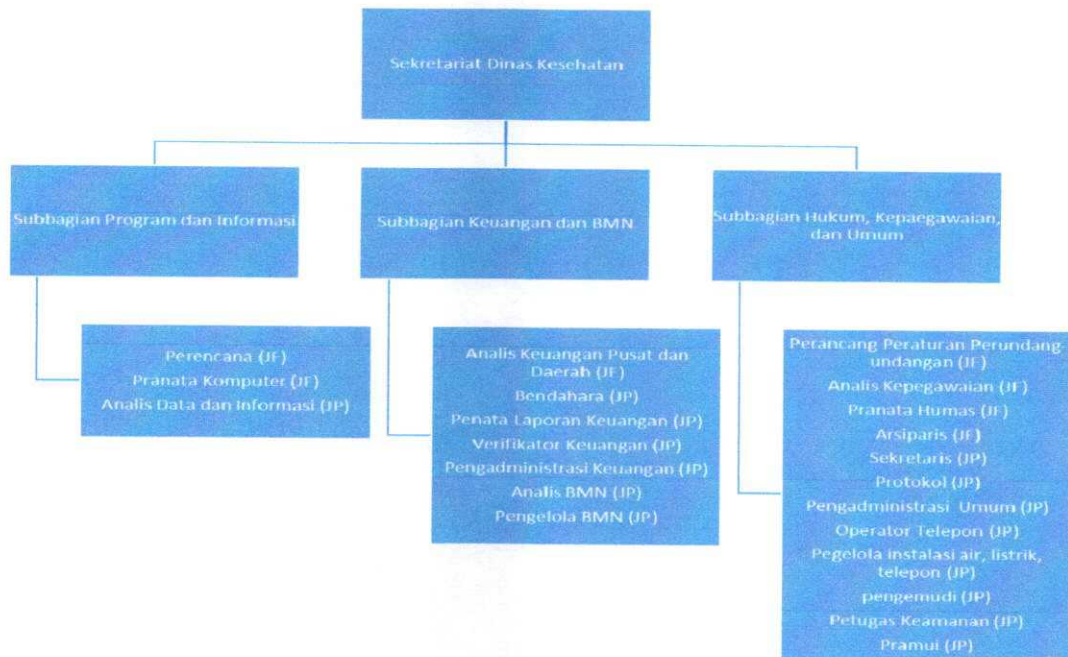 Sekretariat Dinas Kesehatan
Subbagian Program dan Informasi
Subbagian Keuangan dan BMN
Subbagian Hukum, Kepaegawaian,
dan Umum
Perencana (JF)
Pranata Komputer (JF)
Analis Data dan Informasi (JP)
Analis Keuangan Pusat dan
Daerah (JF)
Bendahara (JP)
Penata Laporan Keuangan (JP)
Verifikator Keuangan (JP)
Pengadministrasi Keuangan (JP)
Analis BMN (JP)
Pengelola BMN (JP)
Perancang Peraturan Perundang-
undangan (JF)
Analis Kepegawaian (JF)
Pranata Humas (JF)
Arsiparis (JF)
Sekretaris (JP)
Protokol (JP)
Pengadministrasi Umum (JP)
Operator Telepon (JP)
Pegelola instalasi air, listrik,
telepon (JP)
pengemudi (JP)
Petugas Keamanan (JP)
Pramui (JP)